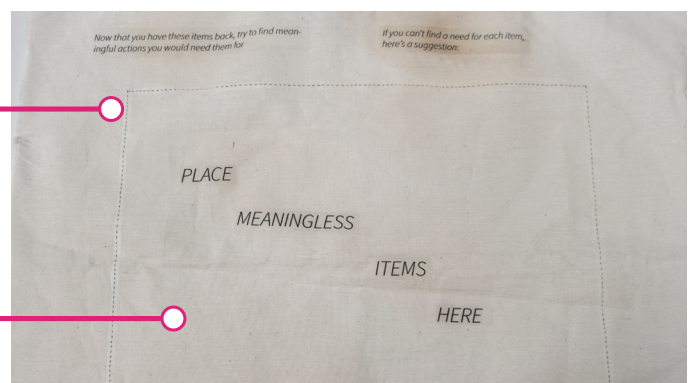 Now that you have these items back, try to find mean-
ingful actions you would need them for
If you can't find a need for each item,
here's a suggestion:
PLACE
MEANINGLESS
ITEMS
HERE